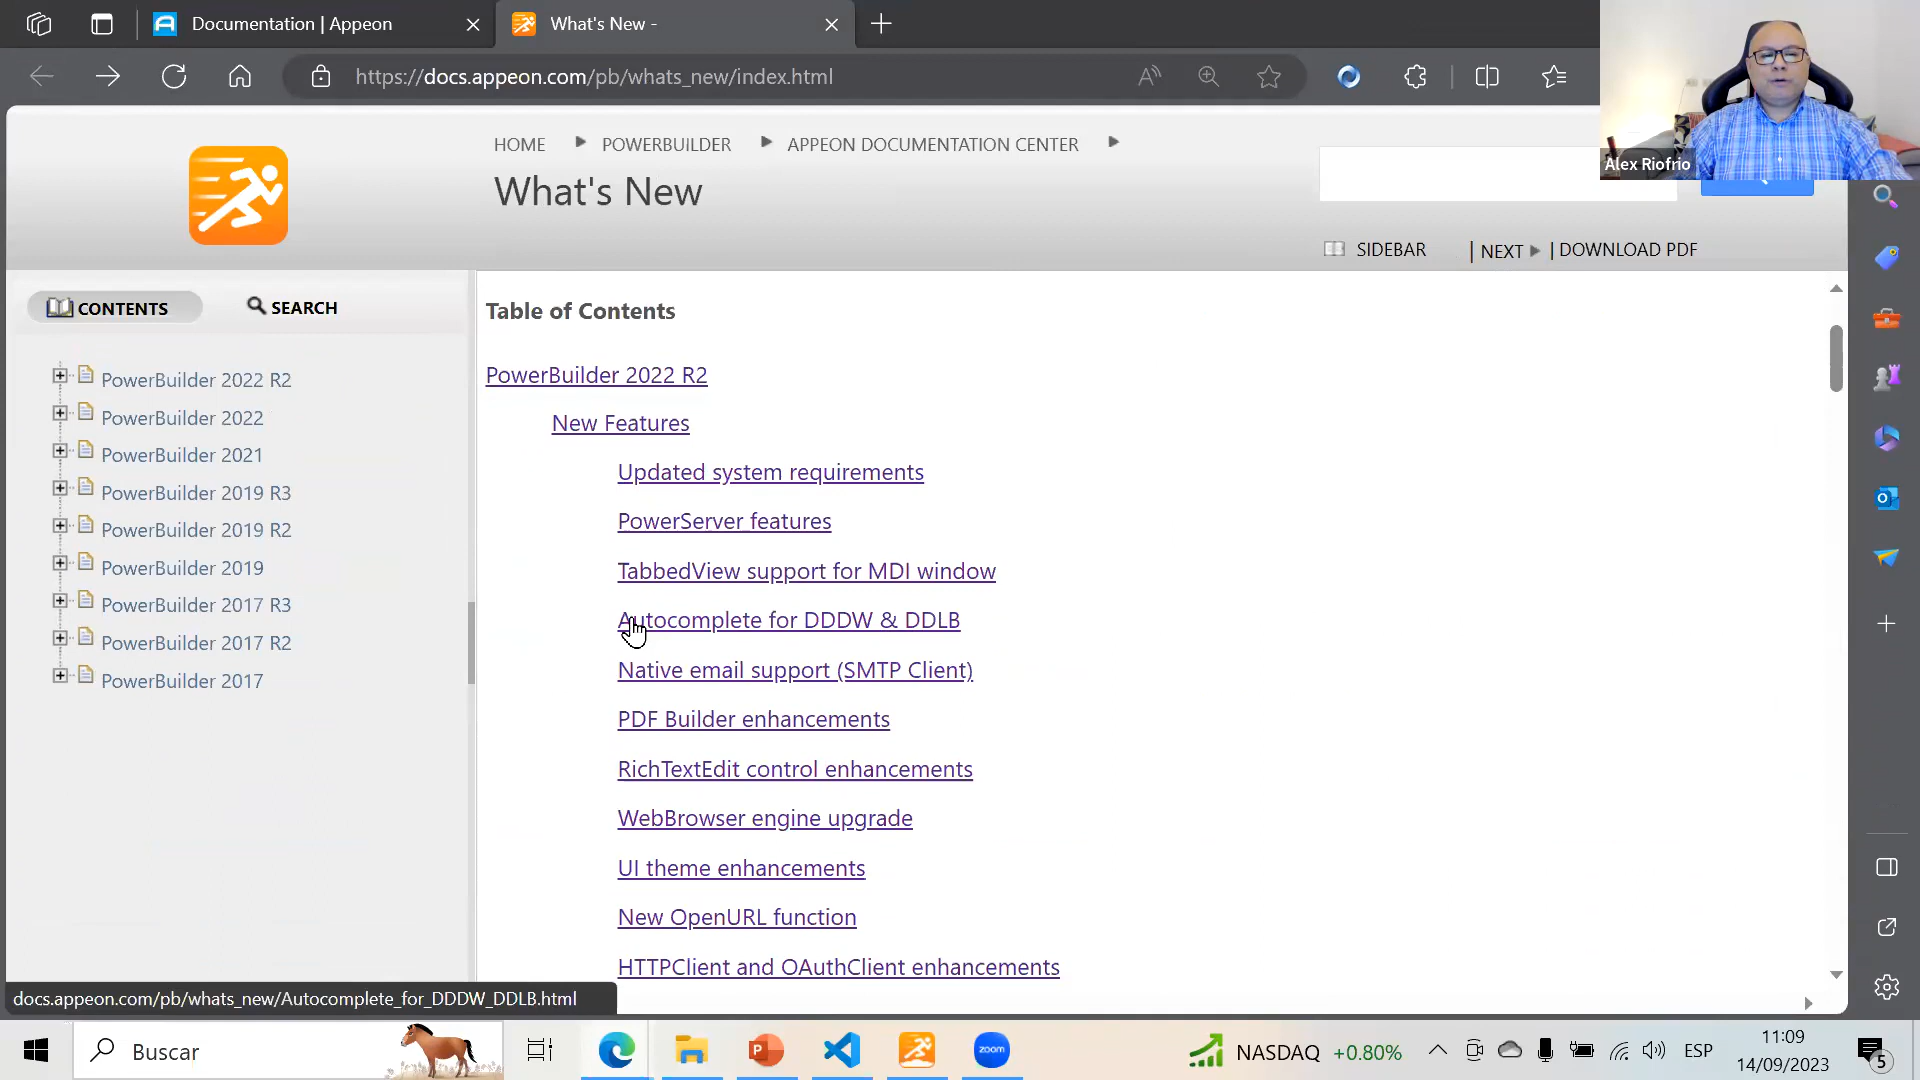 Documentation | Appeon
What's New -
https://docs.appeon.com/pb/whats_new/index.html
Alex Riofrio
HOME POWERBUILDER APPEON DOCUMENTATION CENTER
What's New
SIDEBAR | NEXT | DOWNLOAD PDF
CONTENTS SEARCH
PowerBuilder 2022 R2
PowerBuilder 2022
PowerBuilder 2021
PowerBuilder 2019 R3
PowerBuilder 2019 R2
PowerBuilder 2019
PowerBuilder 2017 R3
PowerBuilder 2017 R2
PowerBuilder 2017
Table of Contents
PowerBuilder 2022 R2
New Features
Updated system requirements
PowerServer features
TabbedView support for MDI window
Autocomplete for DDDW & DDLB
Native email support (SMTP Client)
PDF Builder enhancements
RichTextEdit control enhancements
WebBrowser engine upgrade
UI theme enhancements
New OpenURL function
HTTPClient and OAuthClient enhancements
docs.appeon.com/pb/whats_new/Autocomplete_for_DDDW_DDLB.html
Buscar
zoom
NASDAQ +0.80%
ESP
11:09
14/09/2023
5